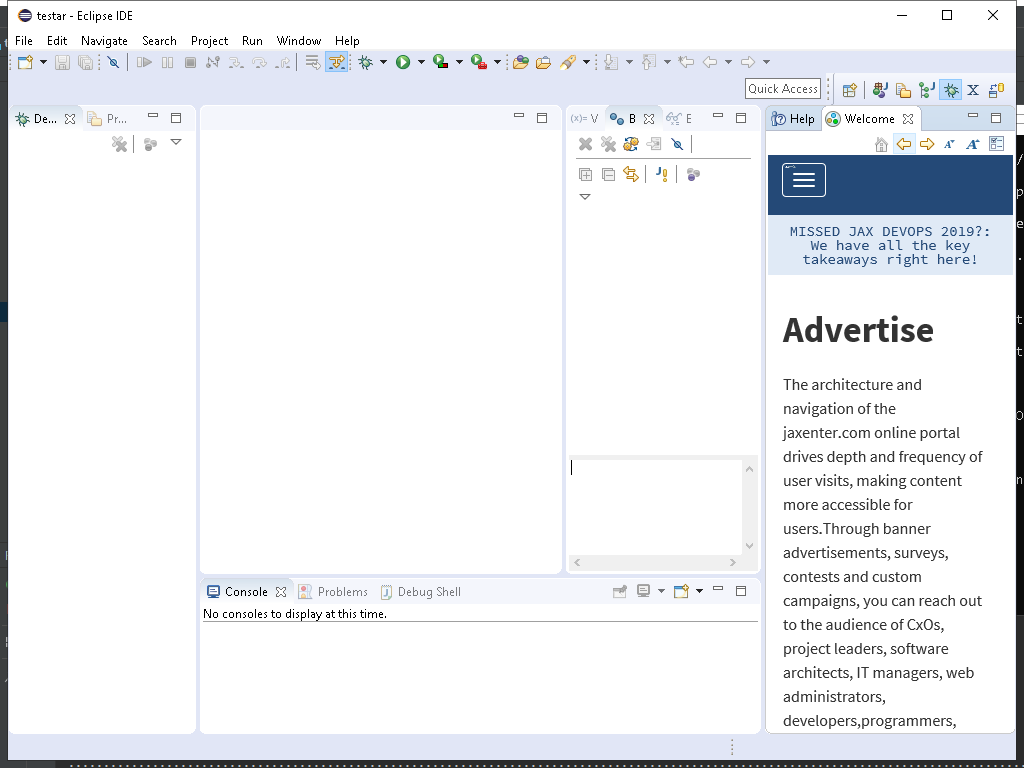 testar - Eclipse IDE
File Edit Navigate Search Project Run Window Help
Quick Access
De...
Pr...
(x)= V
B
E
Help
Welcome
MISSED JAX DEVOPS 2019?:
We have all the key
takeaways right here!
Advertise
The architecture and
navigation of the
jaxenter.com online portal
drives depth and frequency of
user visits, making content
more accessible for
users.Through banner
advertisements, surveys,
contests and custom
campaigns, you can reach out
to the audience of CxOs,
project leaders, software
architects, IT managers, web
administrators,
developers,programmers,
Console
Problems
Debug Shell
No consoles to display at this time.